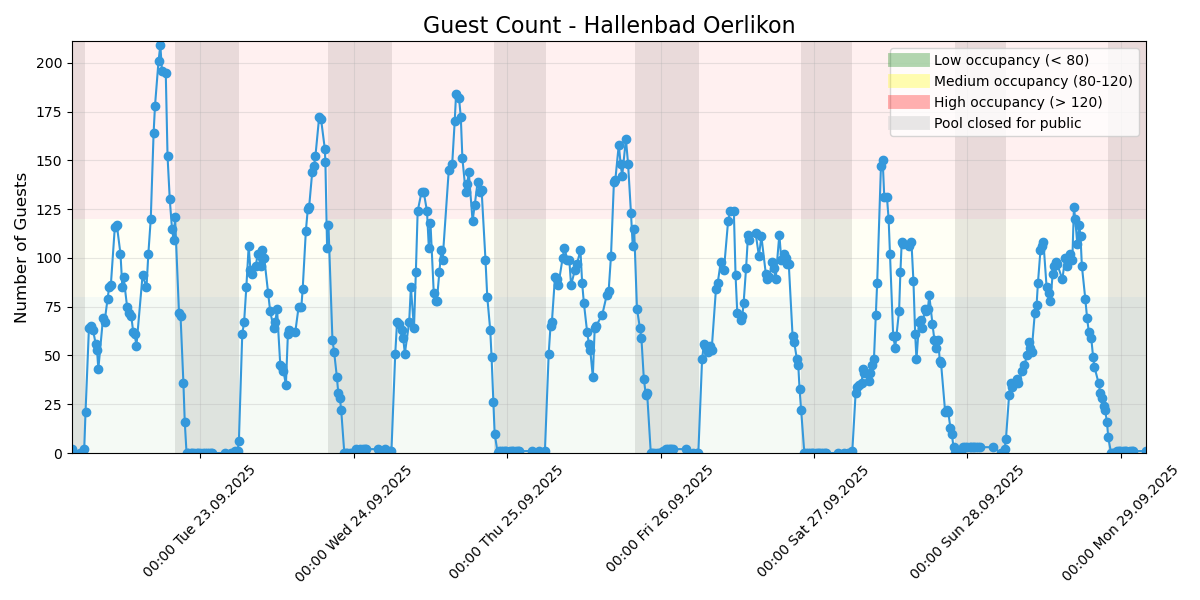 Guest Count - Hallenbad Oerlikon
Number of Guests
200
175
150
125
100
75
50
25
0
Low occupancy (< 80)
Medium occupancy (80-120)
High occupancy (> 120)
Pool closed for public
00:00 Tue 23.09.2025
00:00 Wed 24.09.2025
00:00 Thu 25.09.2025
00:00 Fri 26.09.2025
00:00 Sat 27.09.2025
00:00 Sun 28.09.2025
00:00 Mon 29.09.2025